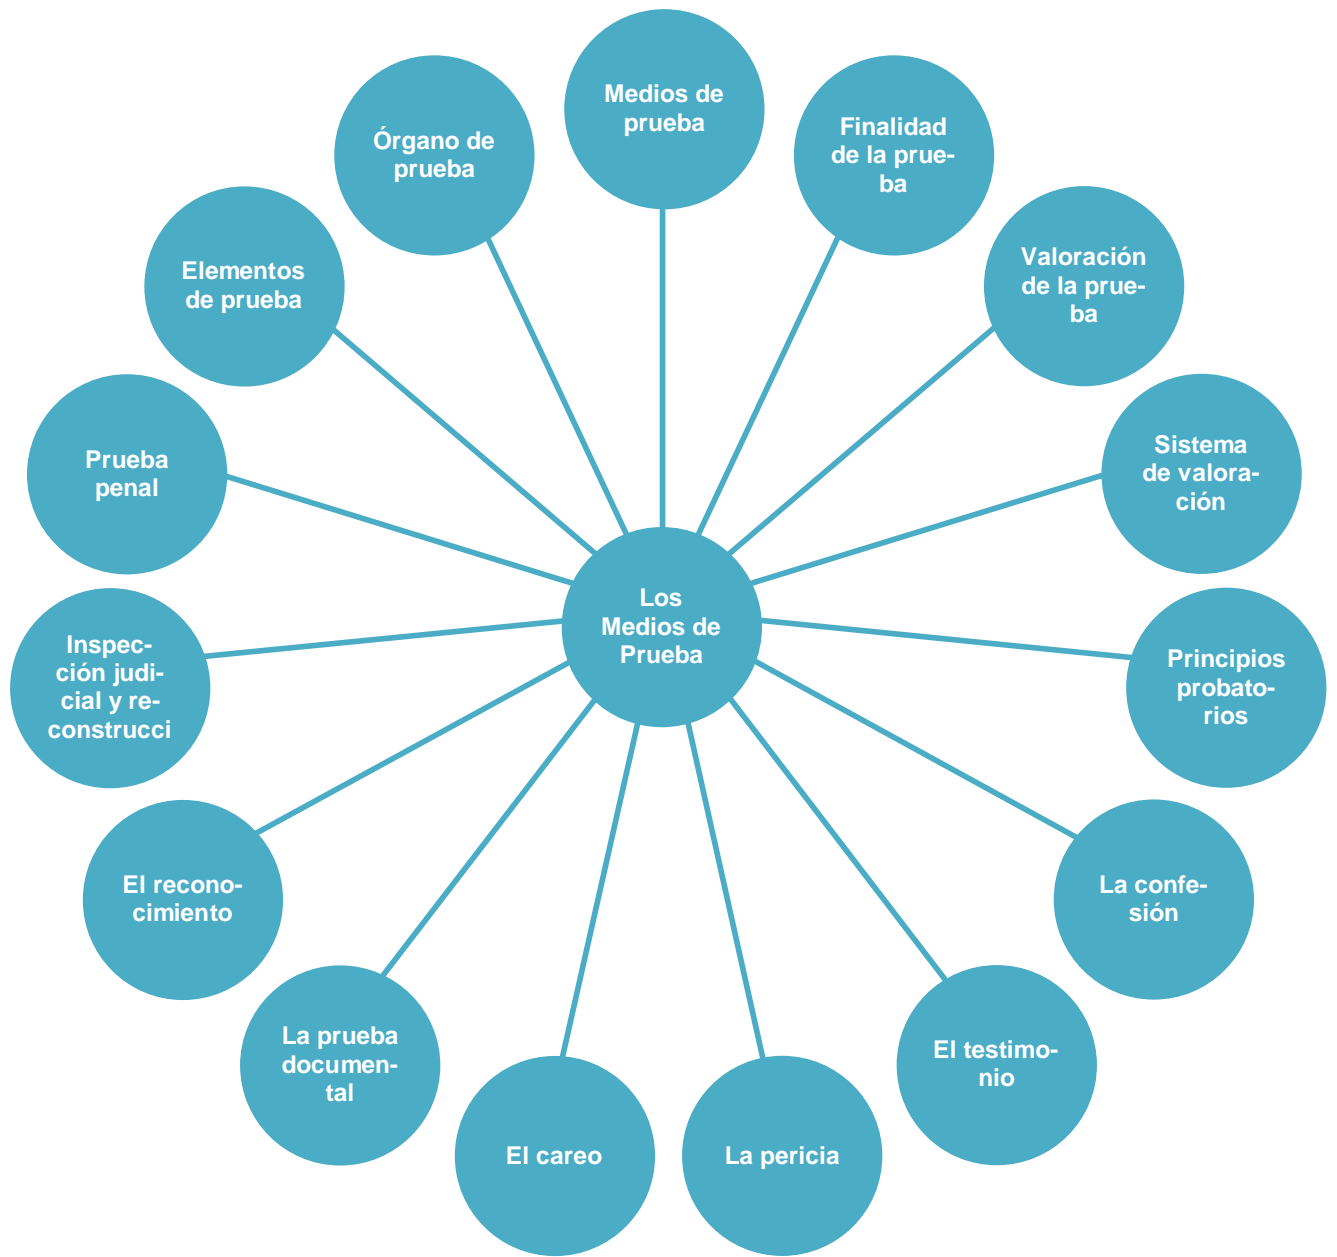 Medios de
prueba
Finalidad
de la prue-
ba
Valoración
de la prue-
ba
Sistema
de valora-
ción
Principios
probato-
rios
La confe-
sión
El testimo-
nio
La pericia
El careo
La prueba
documen-
tal
El recono-
cimiento
Inspec-
ción judi-
cial y re-
construcci
Prueba
penal
Elementos
de prueba
Órgano de
prueba
Los
Medios de
Prueba